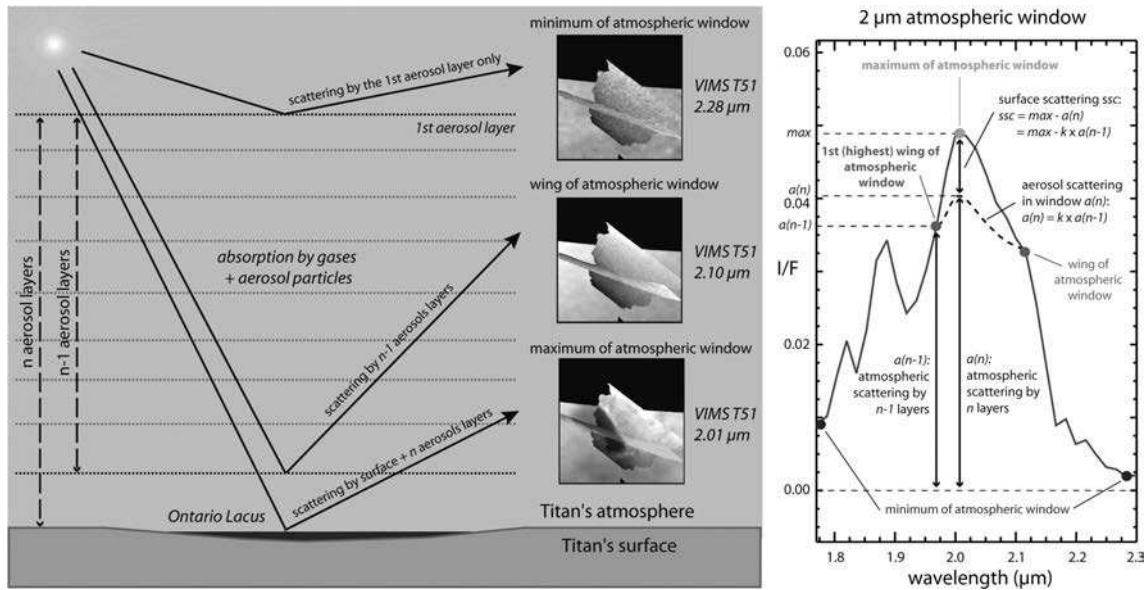 minimum of atmospheric window
scattering by the 1st aerosol layer only
VIMS T51
2.28 µm
1st aerosol layer
wing of atmospheric window
n aerosol layers
n-1 aerosol layers
absorption by gases
+ aerosol particles
scattering by n-1 aerosols layers
VIMS T51
2.10 µm
maximum of atmospheric window
scattering by surface + n aerosols layers
VIMS T51
2.01 µm
Ontario Lacus
Titan's atmosphere
Titan's surface
2 µm atmospheric window
0.06
maximum of atmospheric window
surface scattering ssc:
ssc = max - a(n)
= max - k x a(n-1)
max
1st (highest) wing of
atmospheric
window
a(n)
0.04
a(n-1)
aerosol scattering
in window a(n):
a(n) = k x a(n-1)
I/F
wing of
atmospheric
window
0.02
a(n-1):
atmospheric
scattering by
n-1 layers
a(n):
atmospheric
scattering by
n layers
0.00
minimum of atmospheric window
1.8 1.9 2.0 2.1 2.2 2.3
wavelength (µm)